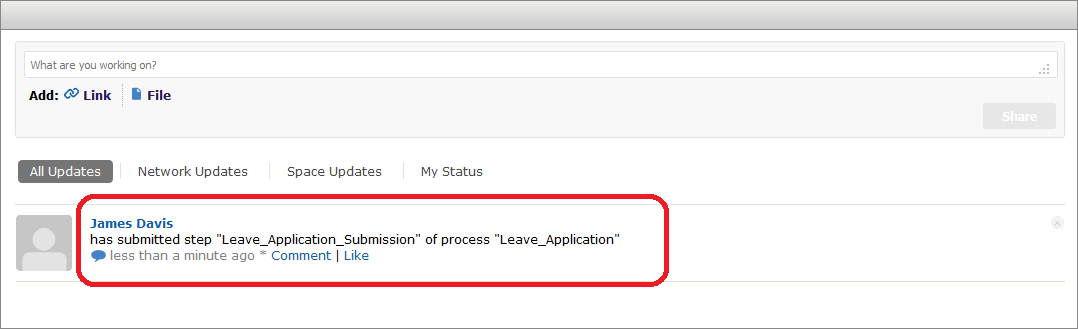 What are you working on?
Add: Link File
Share
All Updates Network Updates Space Updates My Status
James Davis
has submitted step "Leave_Application_Submission" of process "Leave_Application"
less than a minute ago * Comment | Like